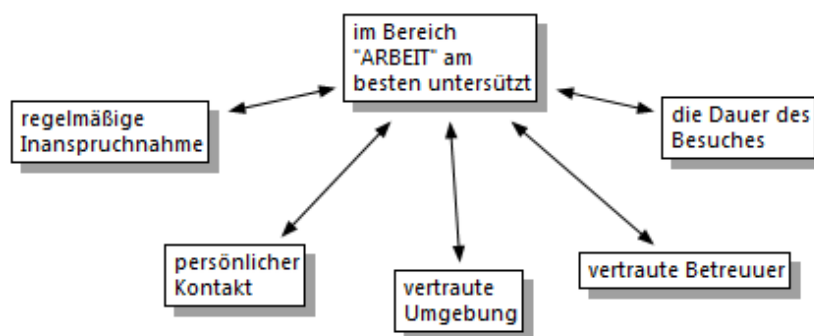 im Bereich
"ARBEIT" am
besten untersützt
regelmäßige
Inanspruchnahme
die Dauer des
Besuches
persönlicher
Kontakt
vertraute
Umgebung
vertraute Betreuuer